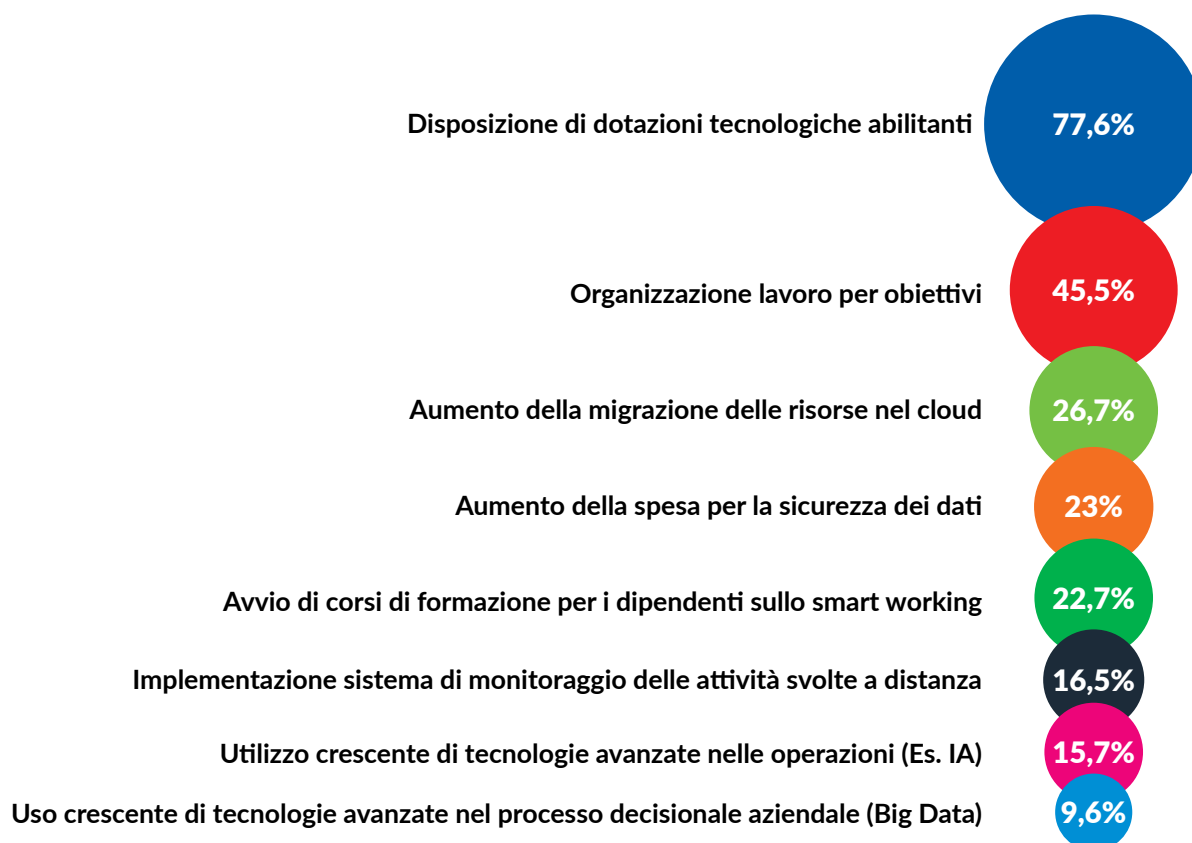 Disposizione di dotazioni tecnologiche abilitanti 77,6%
Organizzazione lavoro per obiettivi 45,5%
Aumento della migrazione delle risorse nel cloud 26,7%
Aumento della spesa per la sicurezza dei dati 23%
Avvio di corsi di formazione per i dipendenti sullo smart working 22,7%
Implementazione sistema di monitoraggio delle attività svolte a distanza 16,5%
Utilizzo crescente di tecnologie avanzate nelle operazioni (Es. IA) 15,7%
Uso crescente di tecnologie avanzate nel processo decisionale aziendale (Big Data) 9,6%